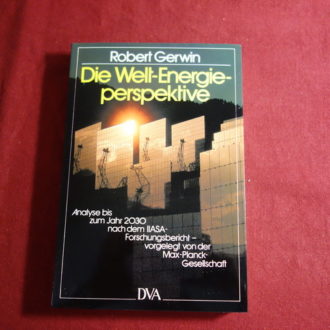 Robert Gerwin
Die Welt-Energie-
perspektive
Analyse bis
zum Jahr 2030
nach dem IIASA-
Forschungsbericht –
vorgelegt von der
Max-Planck-
Gesellschaft
DVA